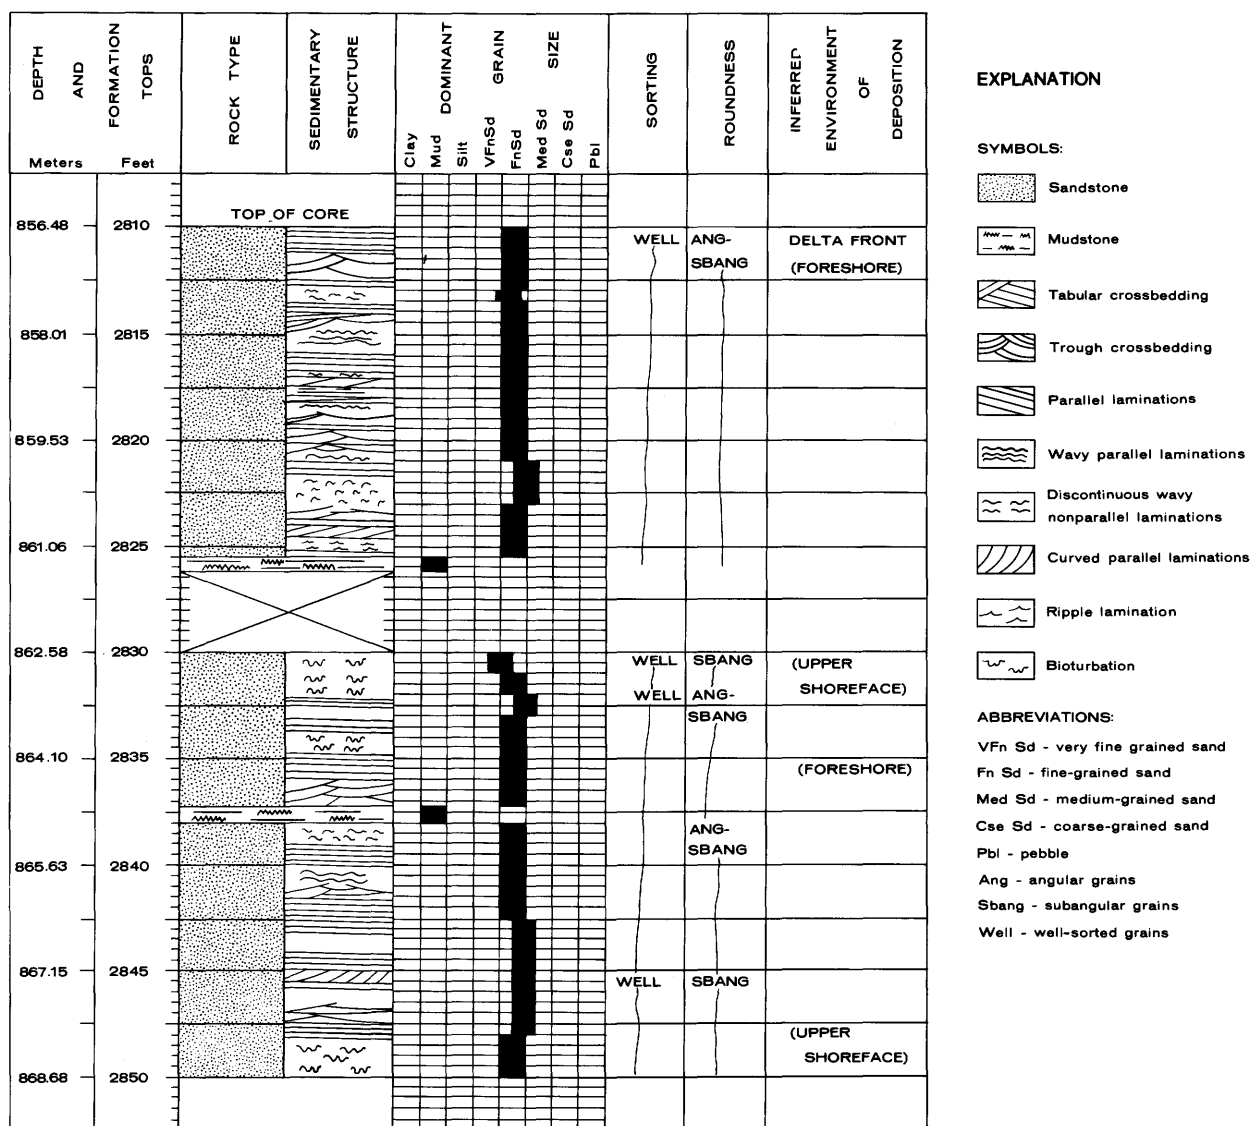 DEPTH
AND
FORMATION
TOPS
Meters
Feet
ROCK TYPE
SEDIMENTARY
STRUCTURE
DOMINANT GRAIN SIZE
Clay
Mud
Silt
VFnSd
FnSd
Med Sd
Cse Sd
Pbl
SORTING
ROUNDNESS
INFERRED
ENVIRONMENT
OF
DEPOSITION
TOP OF CORE
856.48 2810
WELL ANG-
SBANG
DELTA FRONT
(FORESHORE)
858.01 2815
859.53 2820
861.06 2825
862.58 2830
WELL SBANG
(UPPER
SHOREFACE)
WELL ANG-
SBANG
864.10 2835
(FORESHORE)
ANG-
SBANG
865.63 2840
867.15 2845
WELL SBANG
(UPPER
SHOREFACE)
868.68 2850
EXPLANATION
SYMBOLS:
Sandstone
Mudstone
Tabular crossbedding
Trough crossbedding
Parallel laminations
Wavy parallel laminations
Discontinuous wavy
nonparallel laminations
Curved parallel laminations
Ripple lamination
Bioturbation
ABBREVIATIONS:
VFn Sd - very fine grained sand
Fn Sd - fine-grained sand
Med Sd - medium-grained sand
Cse Sd - coarse-grained sand
Pbl - pebble
Ang - angular grains
Sbang - subangular grains
Well - well-sorted grains